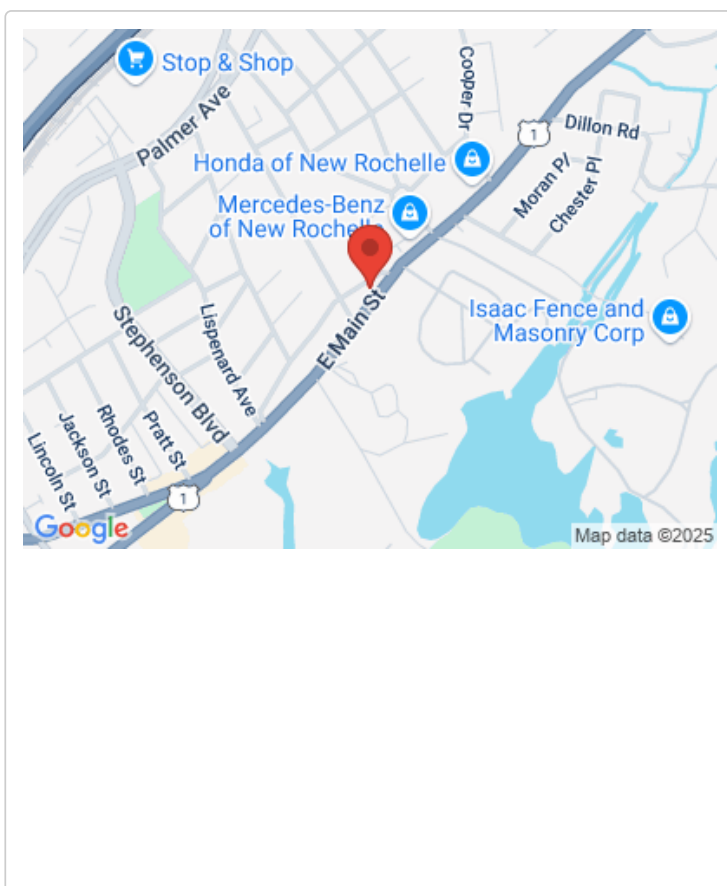 Stop & Shop
Palmer Ave
Cooper Dr
1
Dillon Rd
Honda of New Rochelle
Moran Pl
Chester Pl
Mercedes-Benz
of New Rochelle
E Main St
Isaac Fence and
Masonry Corp
Lispenard Ave
Stephenson Blvd
Pratt St
Rhodes St
Jackson St
Lincoln St
1
Google
Map data ©2025